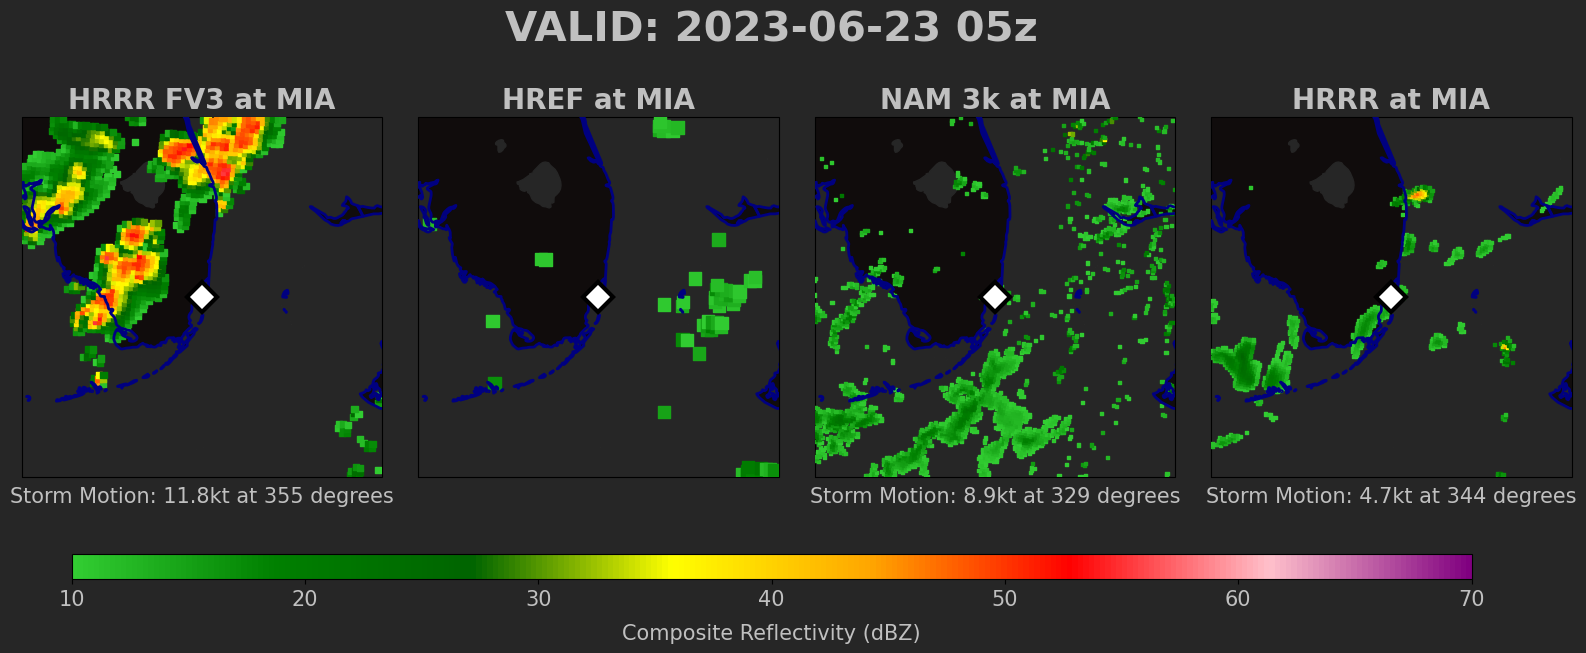 VALID: 2023-06-23 05z
HRRR FV3 at MIA
HREF at MIA
NAM 3k at MIA
HRRR at MIA
Storm Motion: 11.8kt at 355 degrees
Storm Motion: 8.9kt at 329 degrees
Storm Motion: 4.7kt at 344 degrees
10 20 30 40 50 60 70
Composite Reflectivity (dBZ)